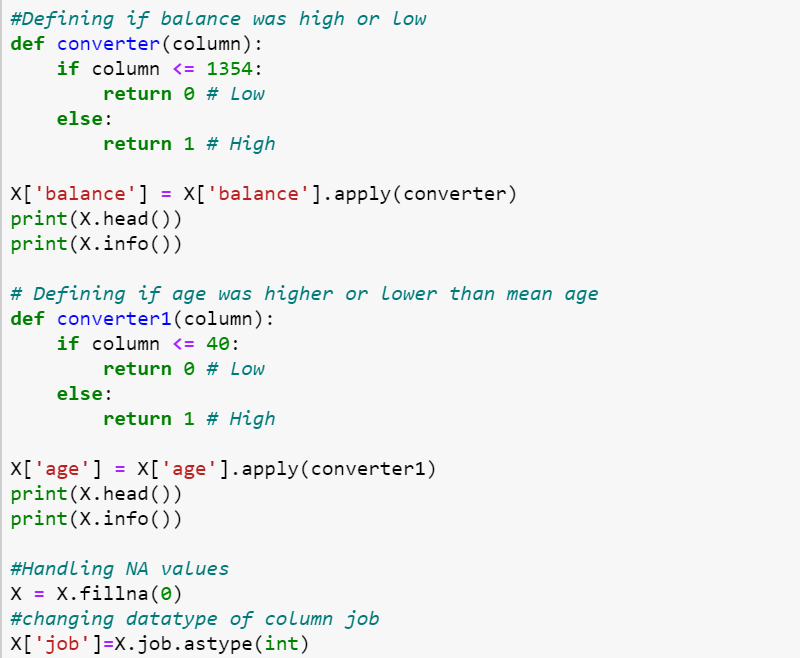 #Defining if balance was high or low
def converter(column):
    if column <= 1354:
        return 0 # Low
    else:
        return 1 # High

X['balance'] = X['balance'].apply(converter)
print(X.head())
print(X.info())

# Defining if age was higher or lower than mean age
def converter1(column):
    if column <= 40:
        return 0 # Low
    else:
        return 1 # High

X['age'] = X['age'].apply(converter1)
print(X.head())
print(X.info())

#Handling NA values
X = X.fillna(0)
#changing datatype of column job
X['job']=X.job.astype(int)